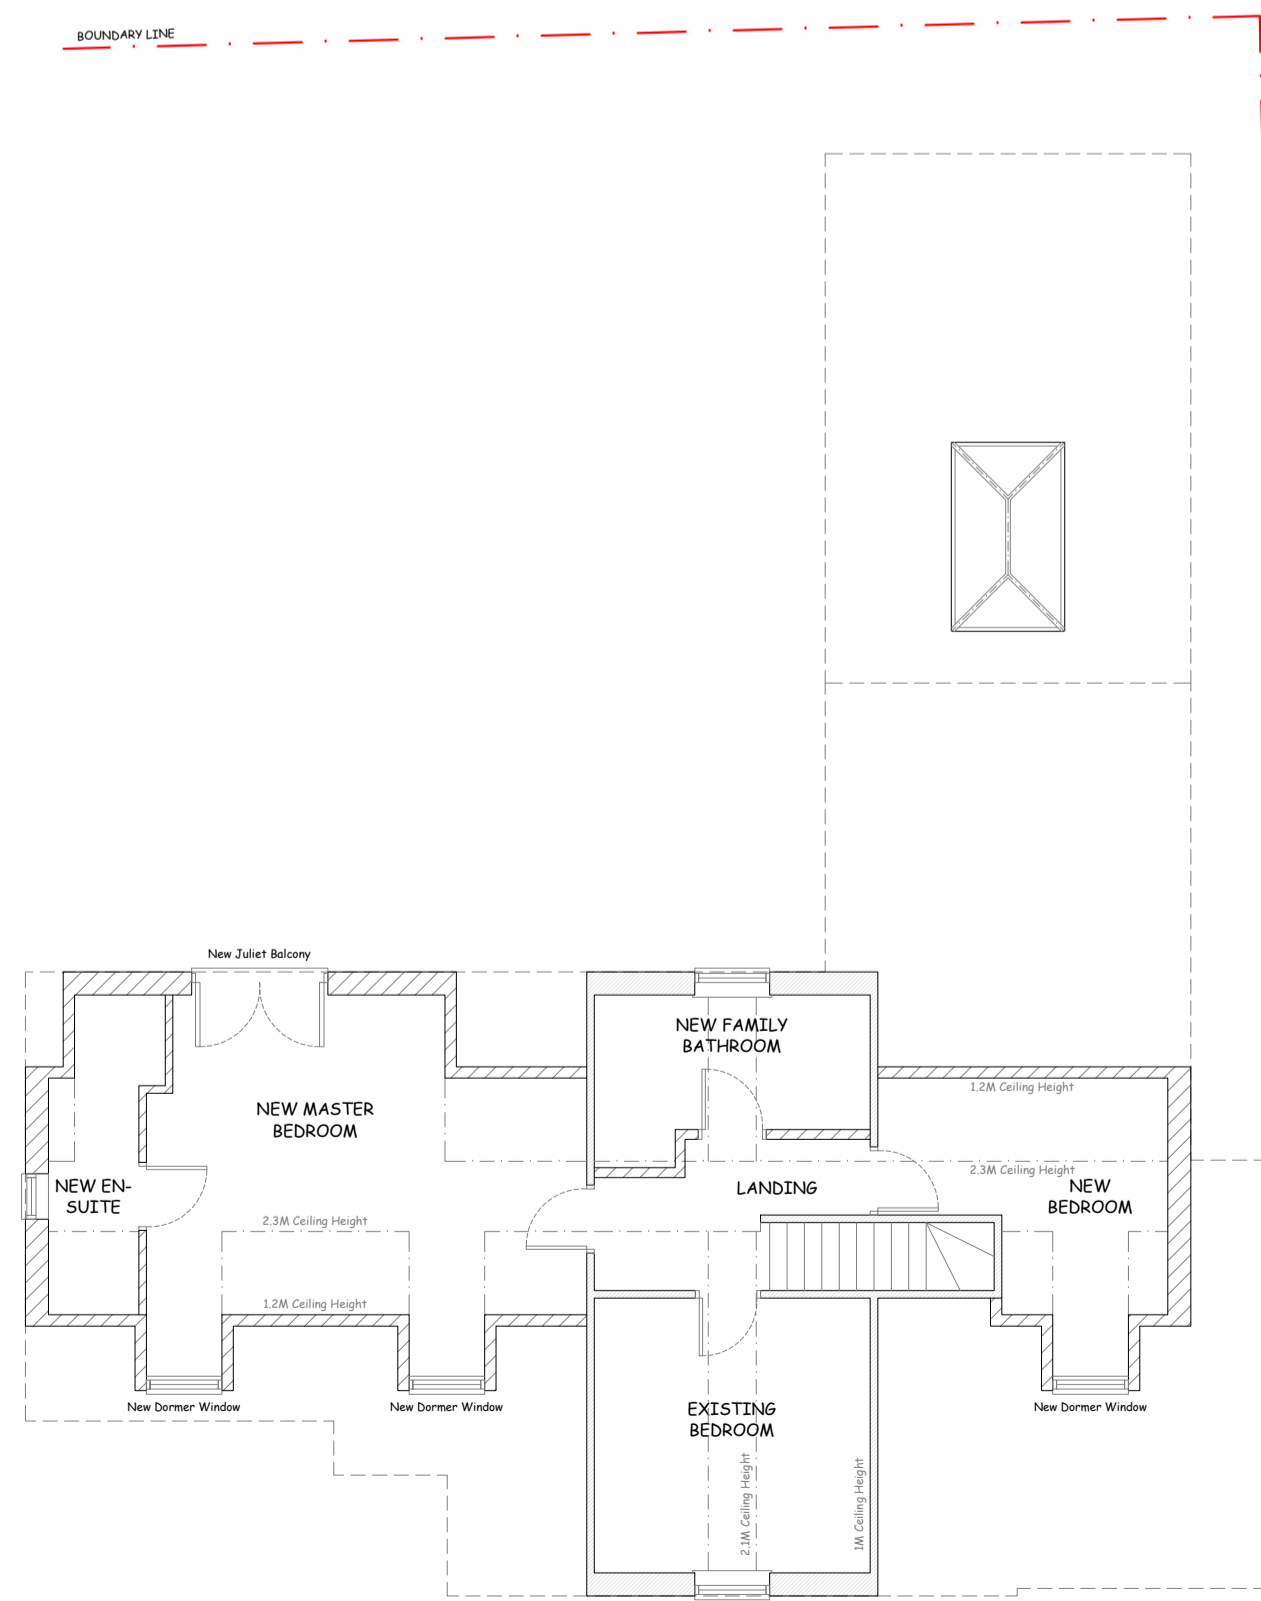 BOUNDARY LINE
New Juliet Balcony
NEW FAMILY
BATHROOM
1.2M Ceiling Height
NEW MASTER
BEDROOM
2.3M Ceiling Height
NEW EN-
SUITE
LANDING
NEW
BEDROOM
2.3M Ceiling Height
1.2M Ceiling Height
New Dormer Window
New Dormer Window
New Dormer Window
EXISTING
BEDROOM
2.1M Ceiling Height
1M Ceiling Height